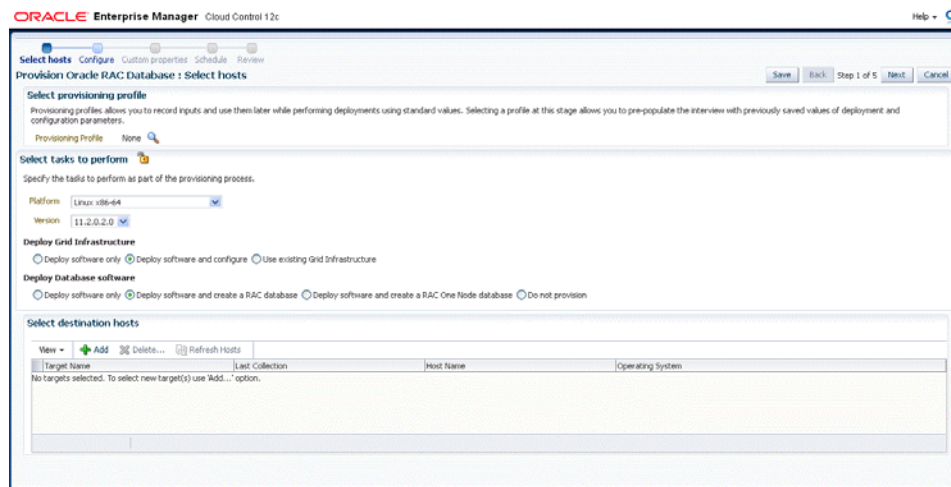 ORACLE Enterprise Manager Cloud Control 12c Help
Select hosts Configure Custom properties Schedule Review
Provision Oracle RAC Database : Select hosts Save Back Step 1 of 5 Next Cancel
Select provisioning profile
Provisioning profiles allows you to record inputs and use them later while performing deployments using standard values. Selecting a profile at this stage allows you to pre-populate the interview with previously saved values of deployment and
configuration parameters.
Provisioning Profile None
Select tasks to perform
Specify the tasks to perform as part of the provisioning process.
Platform Linux x86-64
Version 11.2.0.2.0
Deploy Grid Infrastructure
Deploy software only Deploy software and configure Use existing Grid Infrastructure
Deploy Database software
Deploy software only Deploy software and create a RAC database Deploy software and create a RAC One Node database Do not provision
Select destination hosts
View Add Delete... Refresh Hosts
Target Name Last Collection Host Name Operating System
No targets selected. To select new target(s) use 'Add...' option.